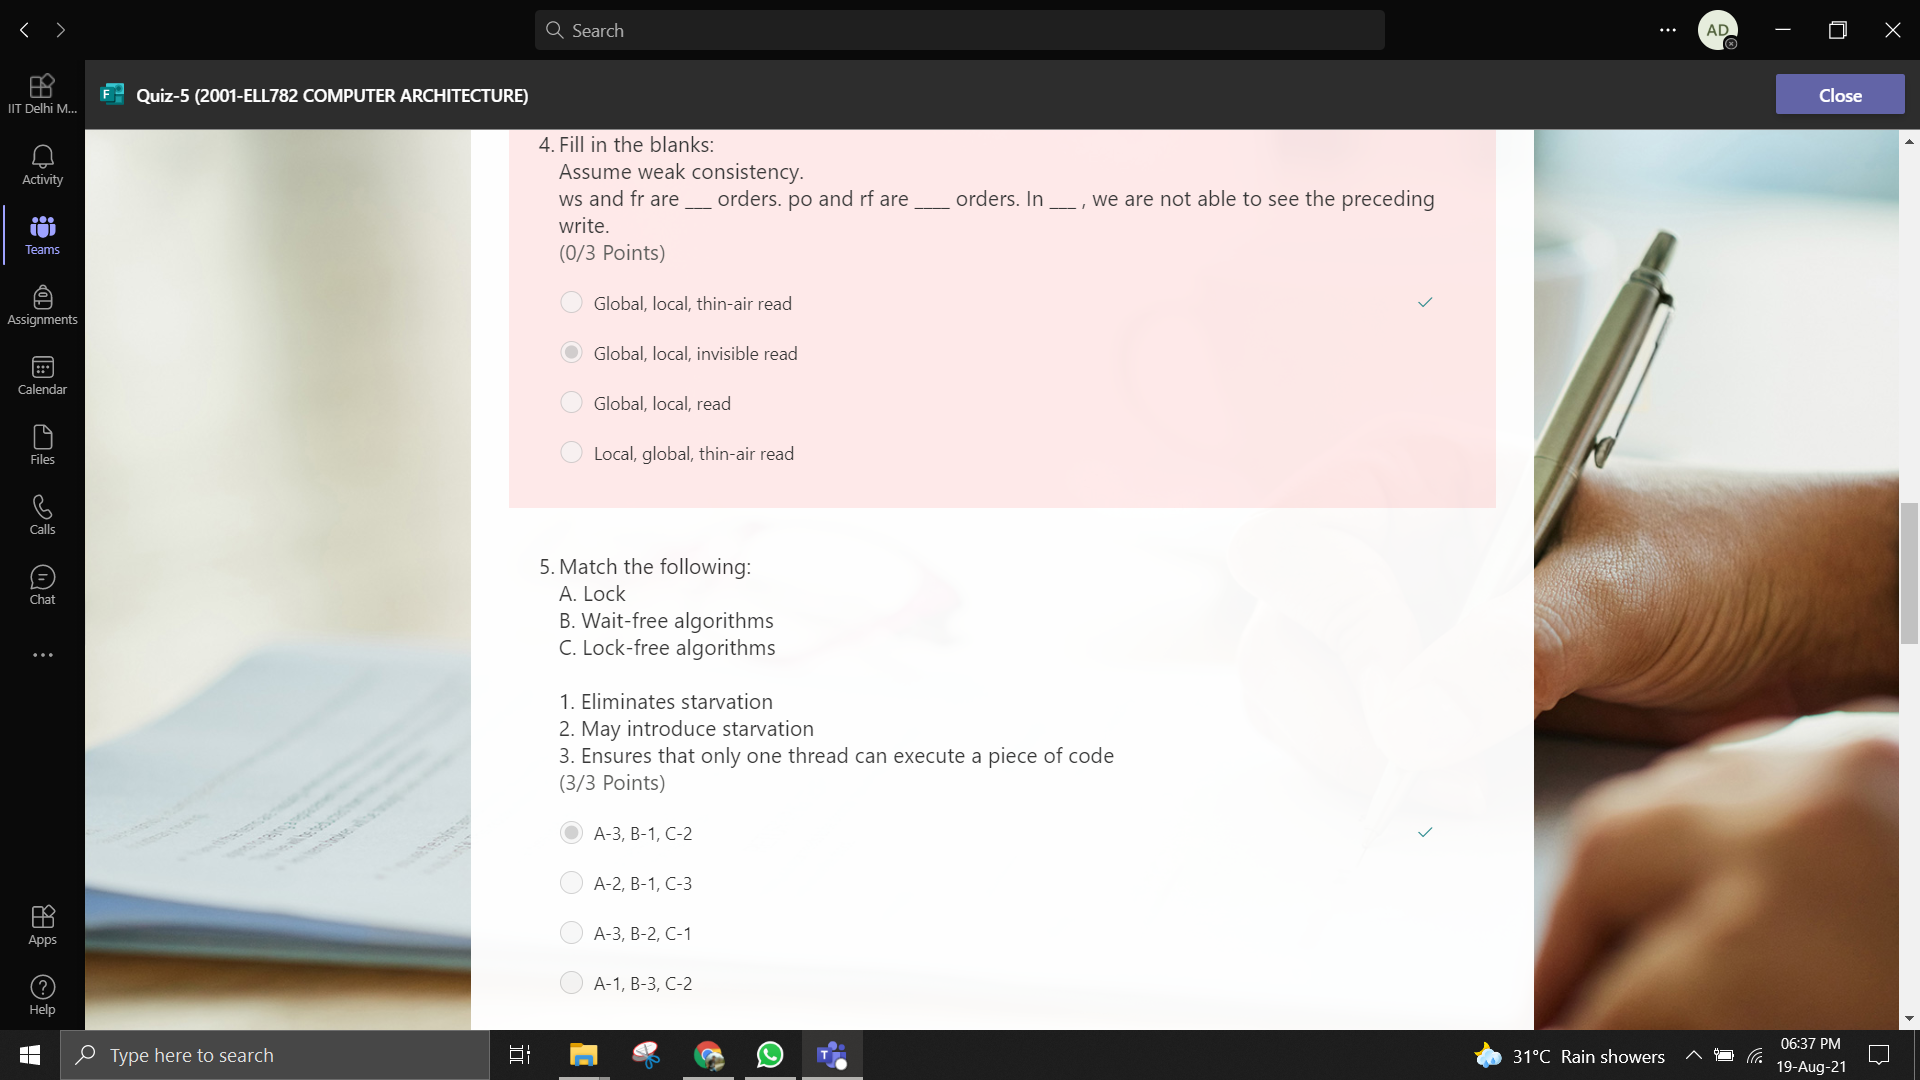 Search
AD
IIT Delhi M...
Quiz-5 (2001-ELL782 COMPUTER ARCHITECTURE)
Close
Activity
Teams
Assignments
Calendar
Files
Calls
Chat
Apps
Help
4. Fill in the blanks:
Assume weak consistency.
ws and fr are ___ orders. po and rf are ____ orders. In ___ , we are not able to see the preceding
write.
(0/3 Points)
Global, local, thin-air read
Global, local, invisible read
Global, local, read
Local, global, thin-air read
5. Match the following:
A. Lock
B. Wait-free algorithms
C. Lock-free algorithms
1. Eliminates starvation
2. May introduce starvation
3. Ensures that only one thread can execute a piece of code
(3/3 Points)
A-3, B-1, C-2
A-2, B-1, C-3
A-3, B-2, C-1
A-1, B-3, C-2
Type here to search
31°C Rain showers
06:37 PM
19-Aug-21